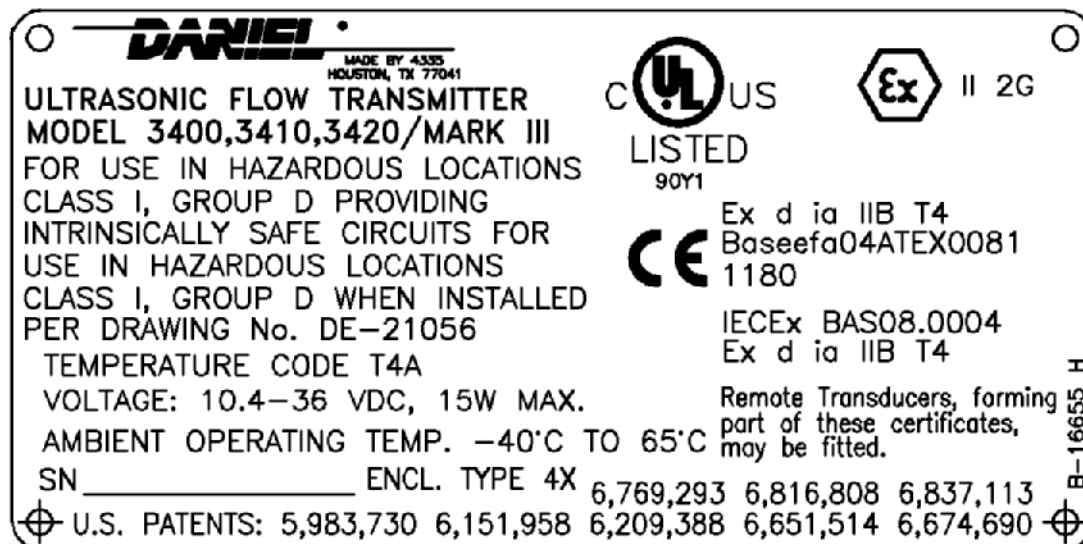 DANIEL
MADE BY 4335
HOUSTON, TX 77041
ULTRASONIC FLOW TRANSMITTER
MODEL 3400,3410,3420/MARK III
FOR USE IN HAZARDOUS LOCATIONS
CLASS I, GROUP D PROVIDING
INTRINSICALLY SAFE CIRCUITS FOR
USE IN HAZARDOUS LOCATIONS
CLASS I, GROUP D WHEN INSTALLED
PER DRAWING No. DE-21056
TEMPERATURE CODE T4A
VOLTAGE: 10.4-36 VDC, 15W MAX.
AMBIENT OPERATING TEMP. -40°C TO 65°C
SN ENCL. TYPE 4X
C UL US
LISTED
90Y1
Ex II 2G
CE
Ex d ia IIB T4
Baseefa04ATEX0081
1180
IECEx BAS08.0004
Ex d ia IIB T4
Remote Transducers, forming
part of these certificates,
may be fitted.
6,769,293 6,816,808 6,837,113
U.S. PATENTS: 5,983,730 6,151,958 6,209,388 6,651,514 6,674,690
B-16655 H